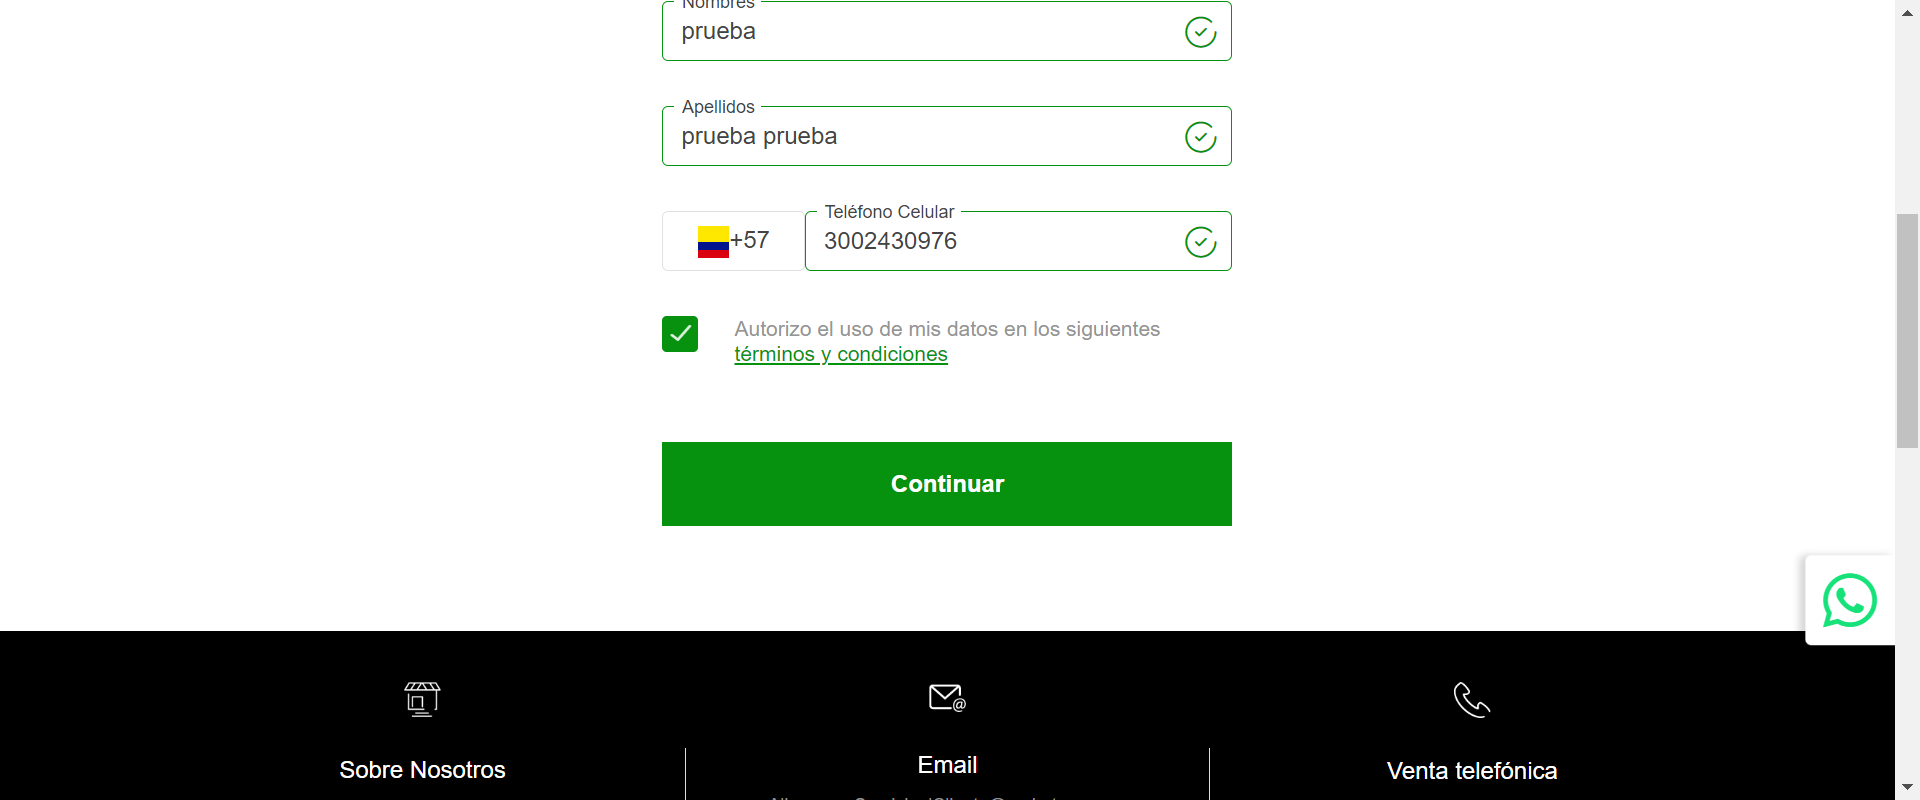 Nombres
prueba
Apellidos
prueba prueba
Teléfono Celular
+57
3002430976
Autorizo el uso de mis datos en los siguientes
términos y condiciones
Continuar
@
Sobre Nosotros
Email
Venta telefónica